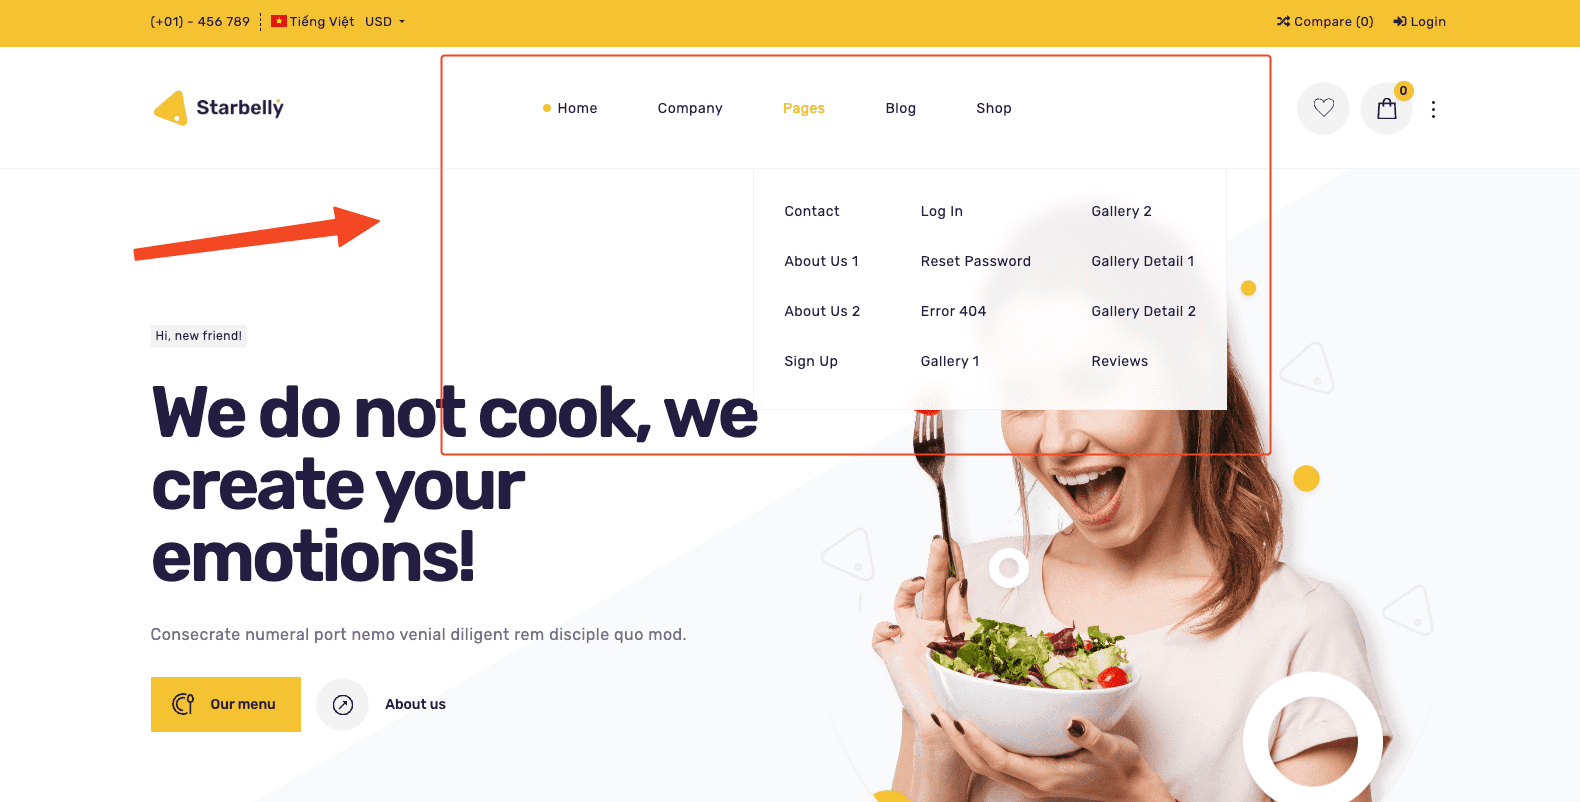 (+01) - 456 789 Tiếng Việt USD Compare (0) Login
Starbelly Home Company Pages Blog Shop 0
Contact Log In Gallery 2
About Us 1 Reset Password Gallery Detail 1
About Us 2 Error 404 Gallery Detail 2
Sign Up Gallery 1 Reviews
Hi, new friend!
We do not cook, we
create your
emotions!
Consecrate numeral port nemo venial diligent rem disciple quo mod.
Our menu About us